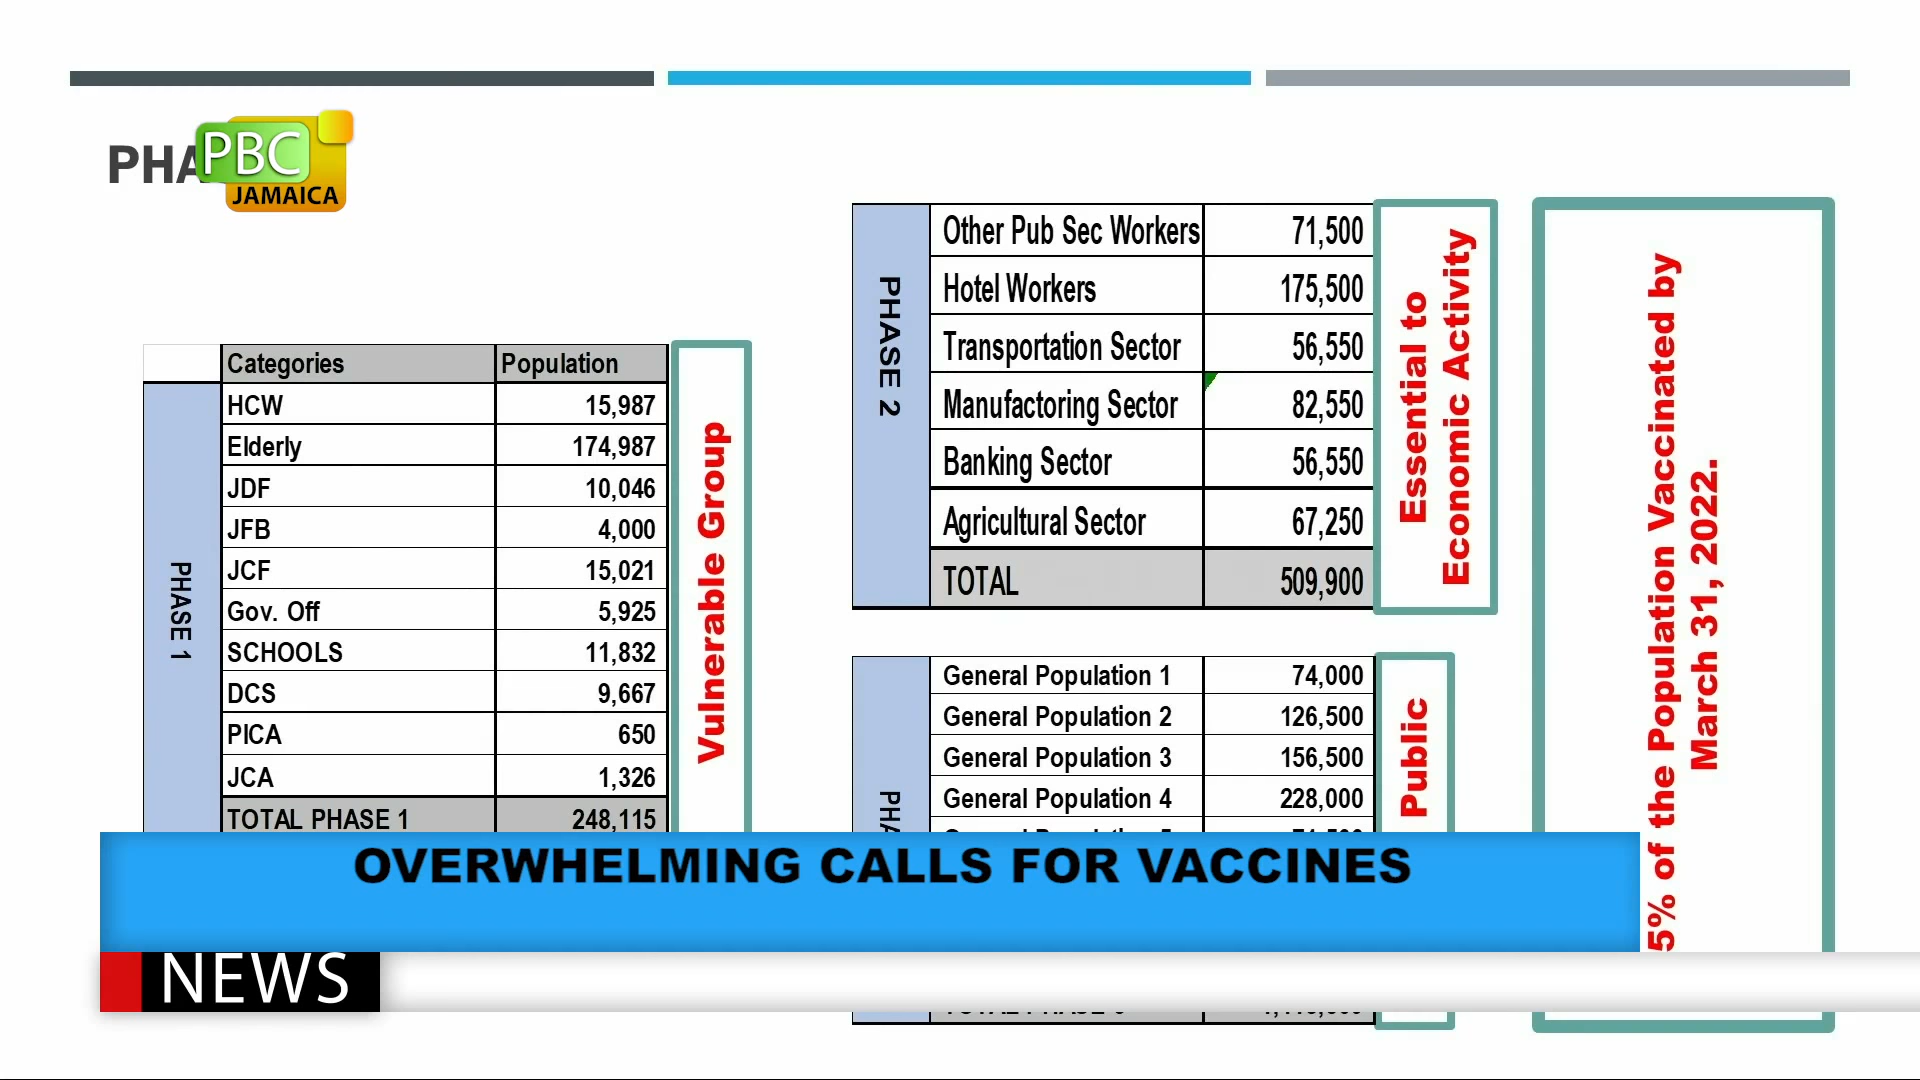 PHA
PBC
JAMAICA
Categories Population
PHASE 1
HCW 15,987
Elderly 174,987
JDF 10,046
JFB 4,000
JCF 15,021
Gov. Off 5,925
SCHOOLS 11,832
DCS 9,667
PICA 650
JCA 1,326
TOTAL PHASE 1 248,115
Vulnerable Group
PHASE 2
Other Pub Sec Workers 71,500
Hotel Workers 175,500
Transportation Sector 56,550
Manufactoring Sector 82,550
Banking Sector 56,550
Agricultural Sector 67,250
TOTAL 509,900
Essential to
Economic Activity
PHA
General Population 1 74,000
General Population 2 126,500
General Population 3 156,500
General Population 4 228,000
Public
5% of the Population Vaccinated by
March 31, 2022.
OVERWHELMING CALLS FOR VACCINES
NEWS